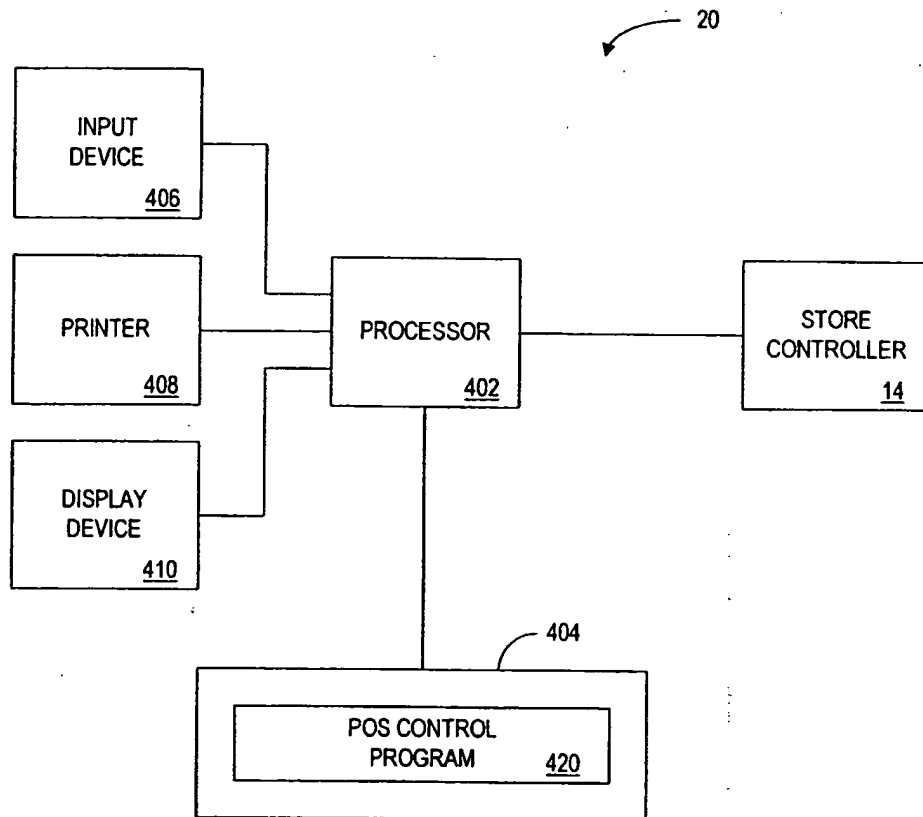 20
INPUT
DEVICE
406
PRINTER
408
DISPLAY
DEVICE
410
PROCESSOR
402
STORE
CONTROLLER
14
404
POS CONTROL
PROGRAM
420